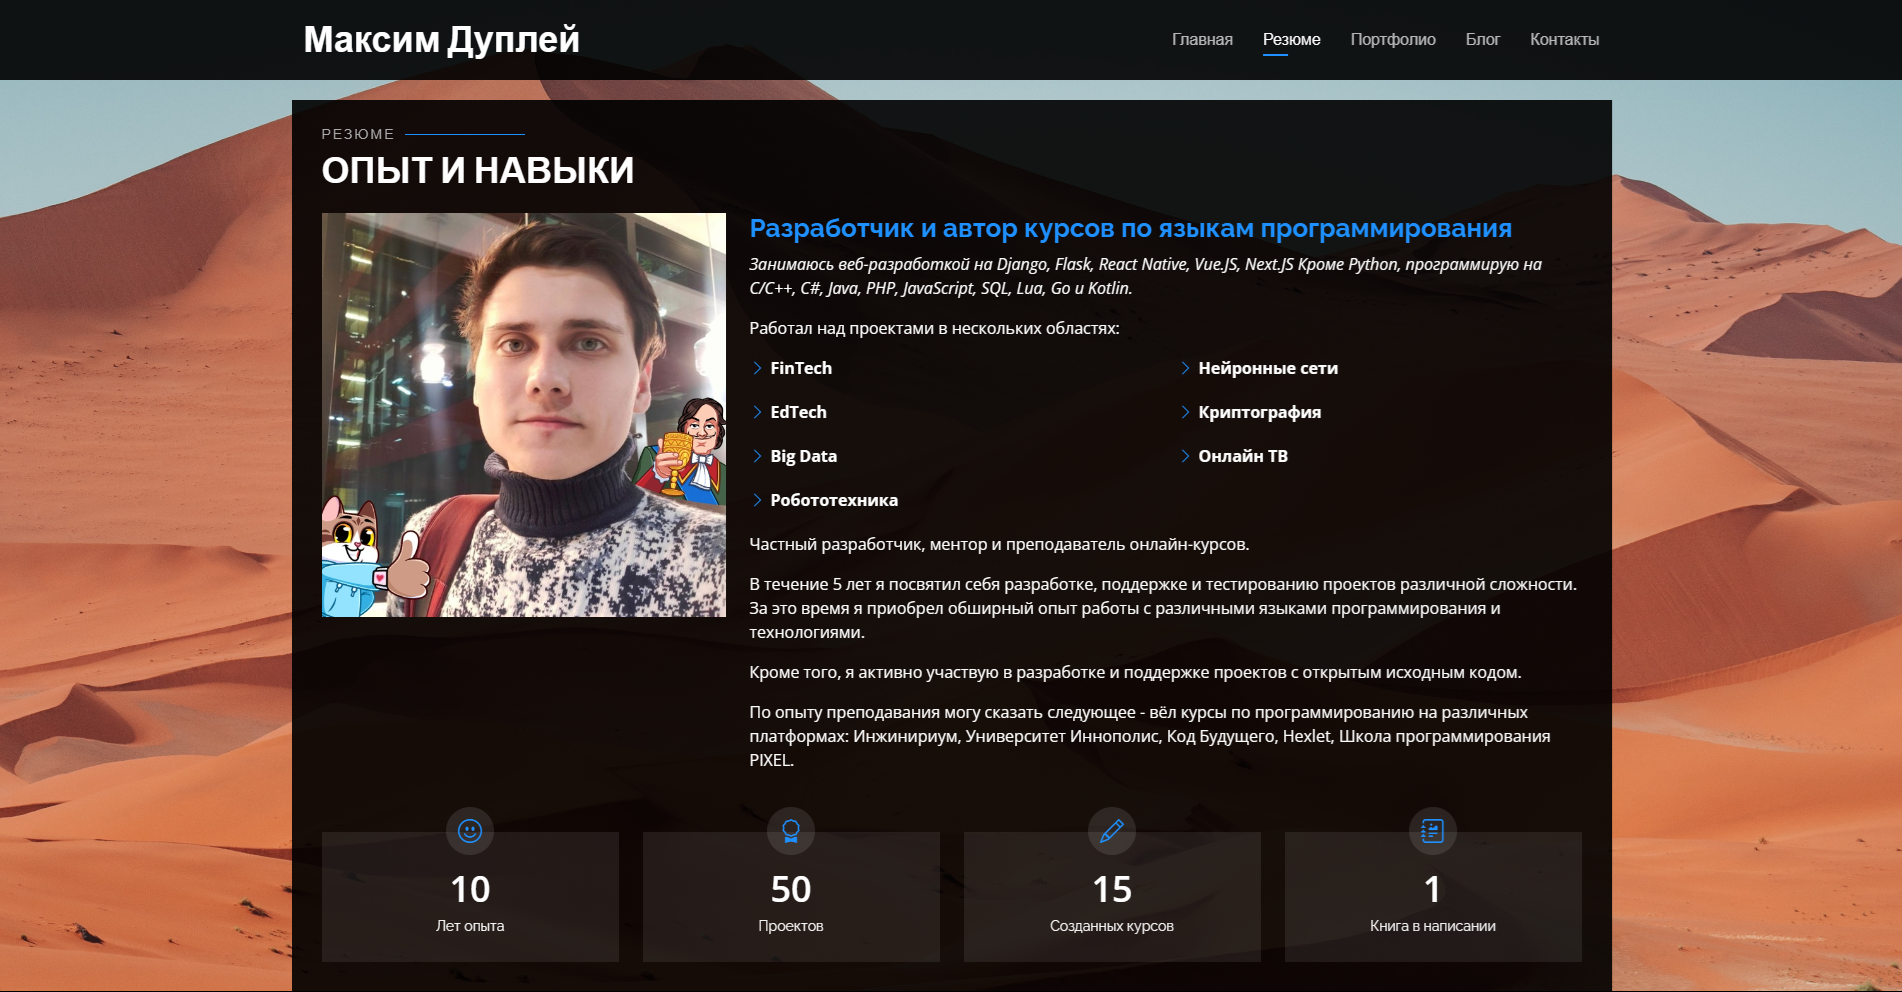 Максим Дуплей
Главная
Резюме
Портфолио
Блог
Контакты
РЕЗЮМЕ
ОПЫТ И НАВЫКИ
Разработчик и автор курсов по языкам программирования
Занимаюсь веб-разработкой на Django, Flask, React Native, Vue.JS, Next.JS Кроме Python, программирую на
C/C++, C#, Java, PHP, JavaScript, SQL, Lua, Go и Kotlin.
Работал над проектами в нескольких областях:
FinTech
EdTech
Big Data
Робототехника
Нейронные сети
Криптография
Онлайн ТВ
Частный разработчик, ментор и преподаватель онлайн-курсов.
В течение 5 лет я посвятил себя разработке, поддержке и тестированию проектов различной сложности.
За это время я приобрел обширный опыт работы с различными языками программирования и
технологиями.
Кроме того, я активно участвую в разработке и поддержке проектов с открытым исходным кодом.
По опыту преподавания могу сказать следующее - вёл курсы по программированию на различных
платформах: Инжинириум, Университет Иннополис, Код Будущего, Hexlet, Школа программирования
PIXEL.
10
Лет опыта
50
Проектов
15
Созданных курсов
1
Книга в написании